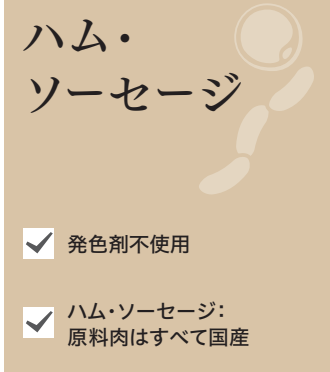 ハム・
ソーセージ
発色剤不使用
ハム・ソーセージ：
原料肉はすべて国産